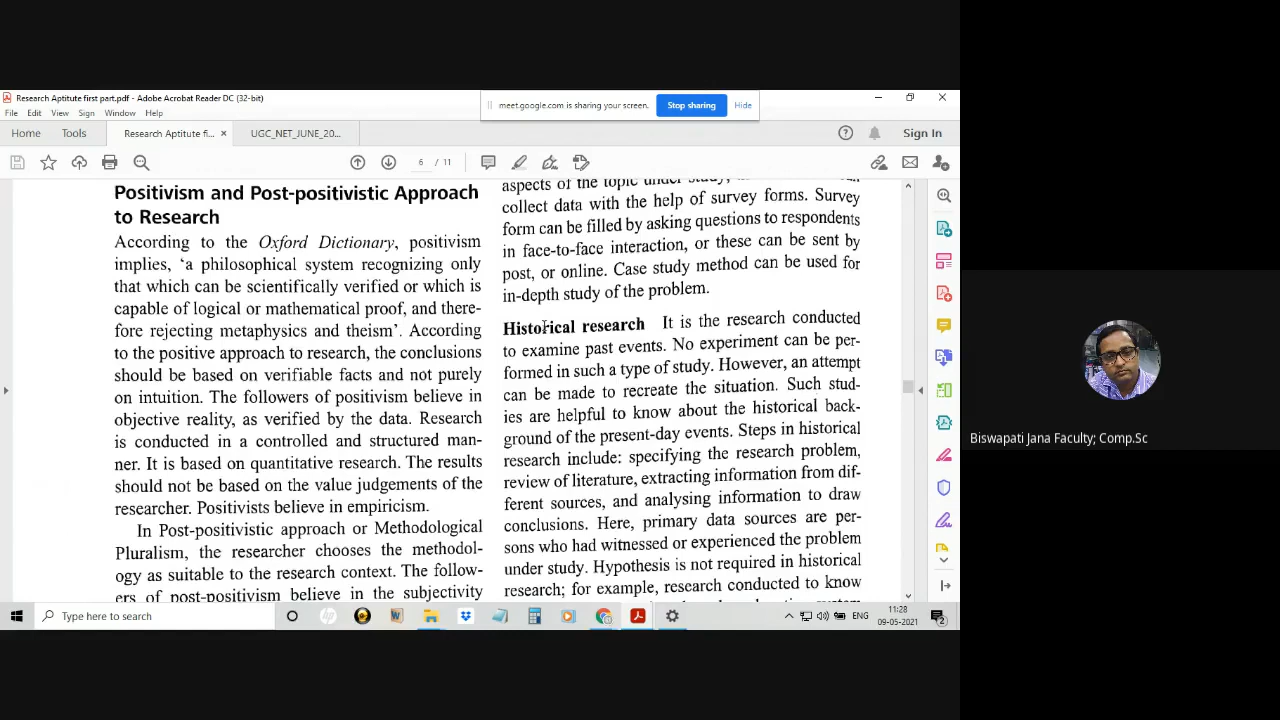 Research Aptitute first part.pdf - Adobe Acrobat Reader DC (32-bit)
meet.google.com is sharing your screen.
Stop sharing
Hide
File Edit View Sign Window Help
Home Tools Research Aptitute fi... × UGC_NET_JUNE_20... Sign In
6 / 11
Positivism and Post-positivistic Approach
to Research
According to the Oxford Dictionary, positivism
implies, ‘a philosophical system recognizing only
that which can be scientifically verified or which is
capable of logical or mathematical proof, and there-
fore rejecting metaphysics and theism’. According
to the positive approach to research, the conclusions
should be based on verifiable facts and not purely
on intuition. The followers of positivism believe in
objective reality, as verified by the data. Research
is conducted in a controlled and structured man-
ner. It is based on quantitative research. The results
should not be based on the value judgements of the
researcher. Positivists believe in empiricism.
In Post-positivistic approach or Methodological
Pluralism, the researcher chooses the methodol-
ogy as suitable to the research context. The follow-
ers of post-positivism believe in the subjectivity
aspects of the topic under study,
collect data with the help of survey forms. Survey
form can be filled by asking questions to respondents
in face-to-face interaction, or these can be sent by
post, or online. Case study method can be used for
in-depth study of the problem.
Historical research It is the research conducted
to examine past events. No experiment can be per-
formed in such a type of study. However, an attempt
can be made to recreate the situation. Such stud-
ies are helpful to know about the historical back-
ground of the present-day events. Steps in historical
research include: specifying the research problem,
review of literature, extracting information from dif-
ferent sources, and analysing information to draw
conclusions. Here, primary data sources are per-
sons who had witnessed or experienced the problem
under study. Hypothesis is not required in historical
research; for example, research conducted to know
Biswapati Jana Faculty; Comp.Sc
Type here to search
ENG
11:28
09-05-2021
2